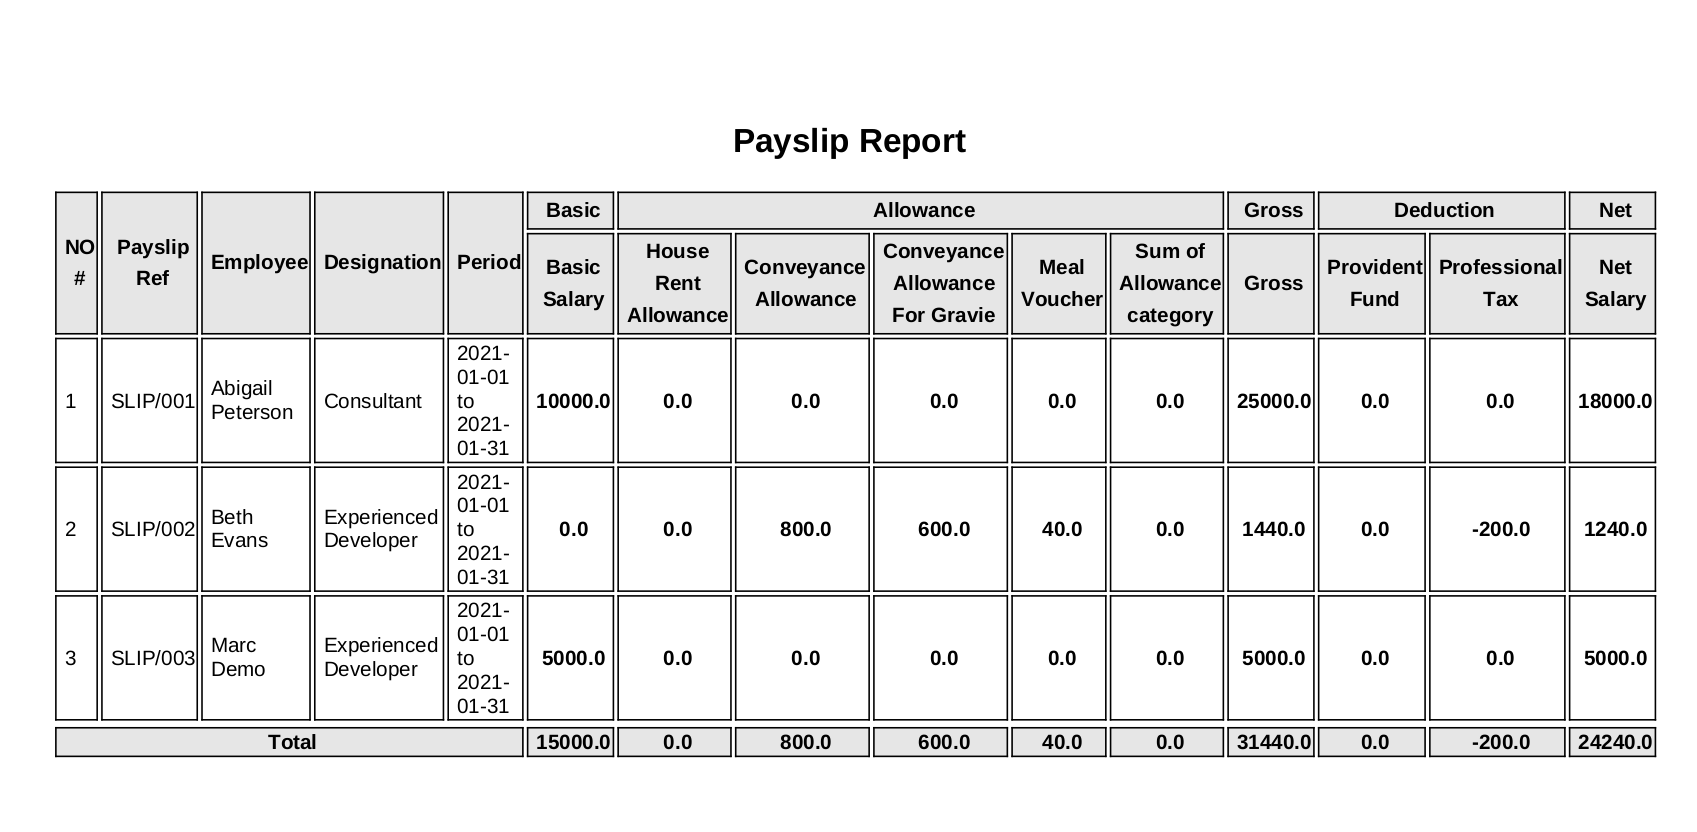 Payslip Report
NO # Payslip Ref Employee Designation Period Basic Allowance Gross Deduction Net
Basic Salary House Rent Allowance Conveyance Allowance Conveyance Allowance For Gravie Meal Voucher Sum of Allowance category Gross Provident Fund Professional Tax Net Salary
1 SLIP/001 Abigail Peterson Consultant 2021-01-01 to 2021-01-31 10000.0 0.0 0.0 0.0 0.0 0.0 25000.0 0.0 0.0 18000.0
2 SLIP/002 Beth Evans Experienced Developer 2021-01-01 to 2021-01-31 0.0 0.0 800.0 600.0 40.0 0.0 1440.0 0.0 -200.0 1240.0
3 SLIP/003 Marc Demo Experienced Developer 2021-01-01 to 2021-01-31 5000.0 0.0 0.0 0.0 0.0 0.0 5000.0 0.0 0.0 5000.0
Total 15000.0 0.0 800.0 600.0 40.0 0.0 31440.0 0.0 -200.0 24240.0